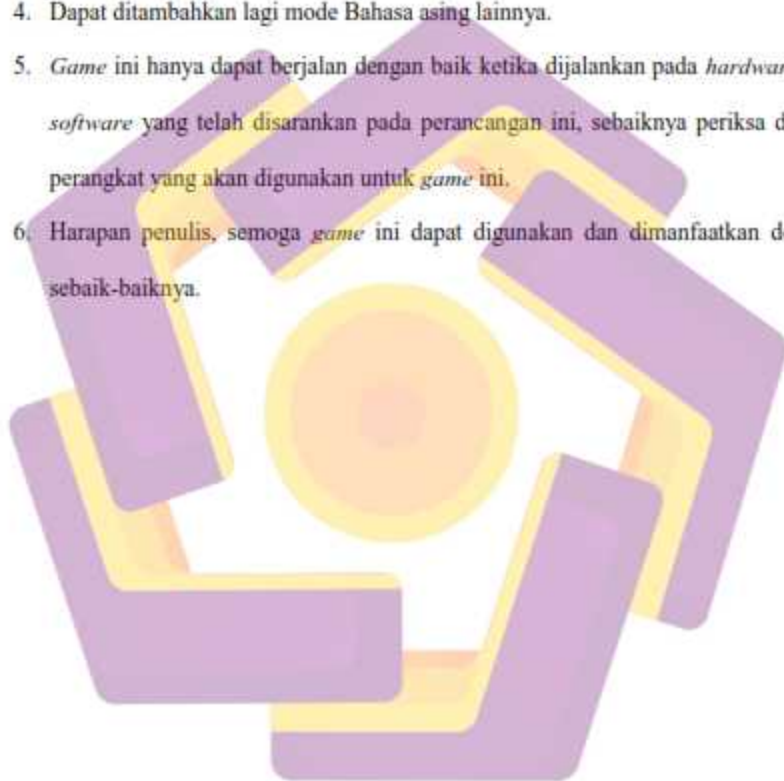 4. Dapat ditambahkan lagi mode Bahasa asing lainnya.
5. Game ini hanya dapat berjalan dengan baik ketika dijalankan pada
software yang telah disarankan pada perancangan ini, sebaiknya periksa
perangkat yang akan digunakan untuk game ini.
6. Harapan penulis, semoga game ini dapat digunakan dan dimanfaatkan
sebaik-baiknya.